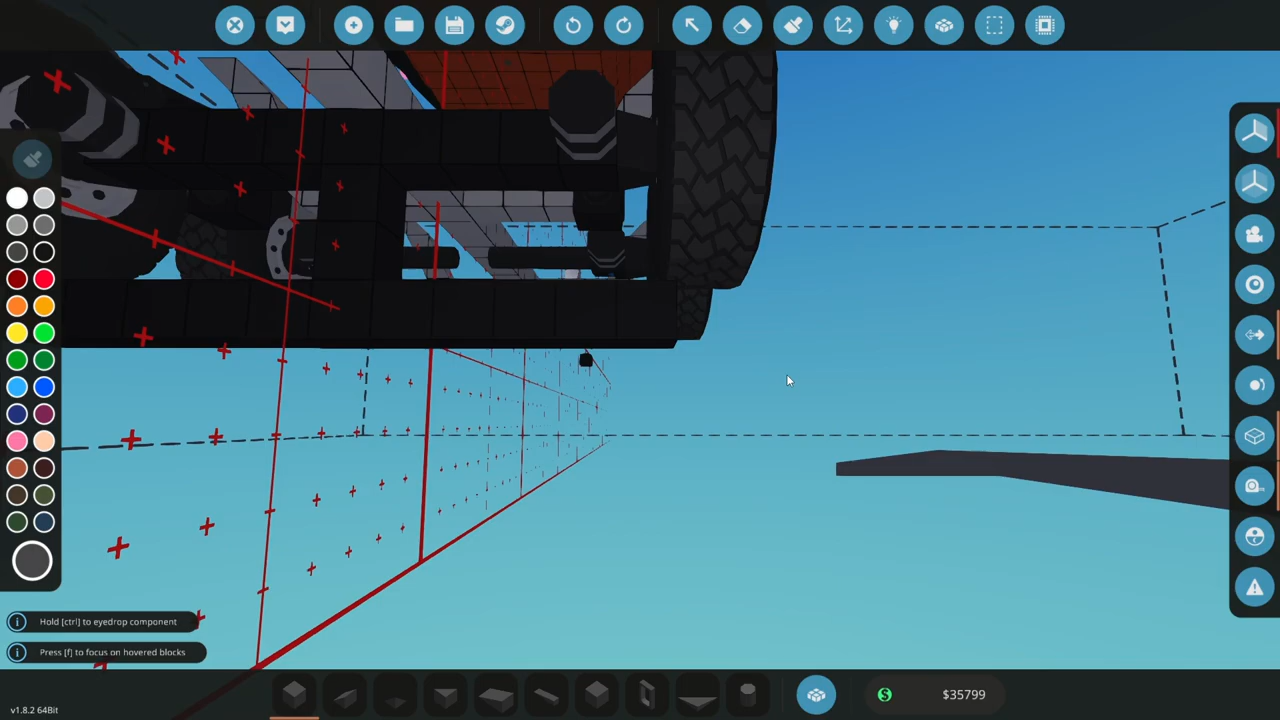 Hold [ctrl] to eyedrop component
Press [f] to focus on hovered blocks
$ $35799
v1.8.2 64Bit